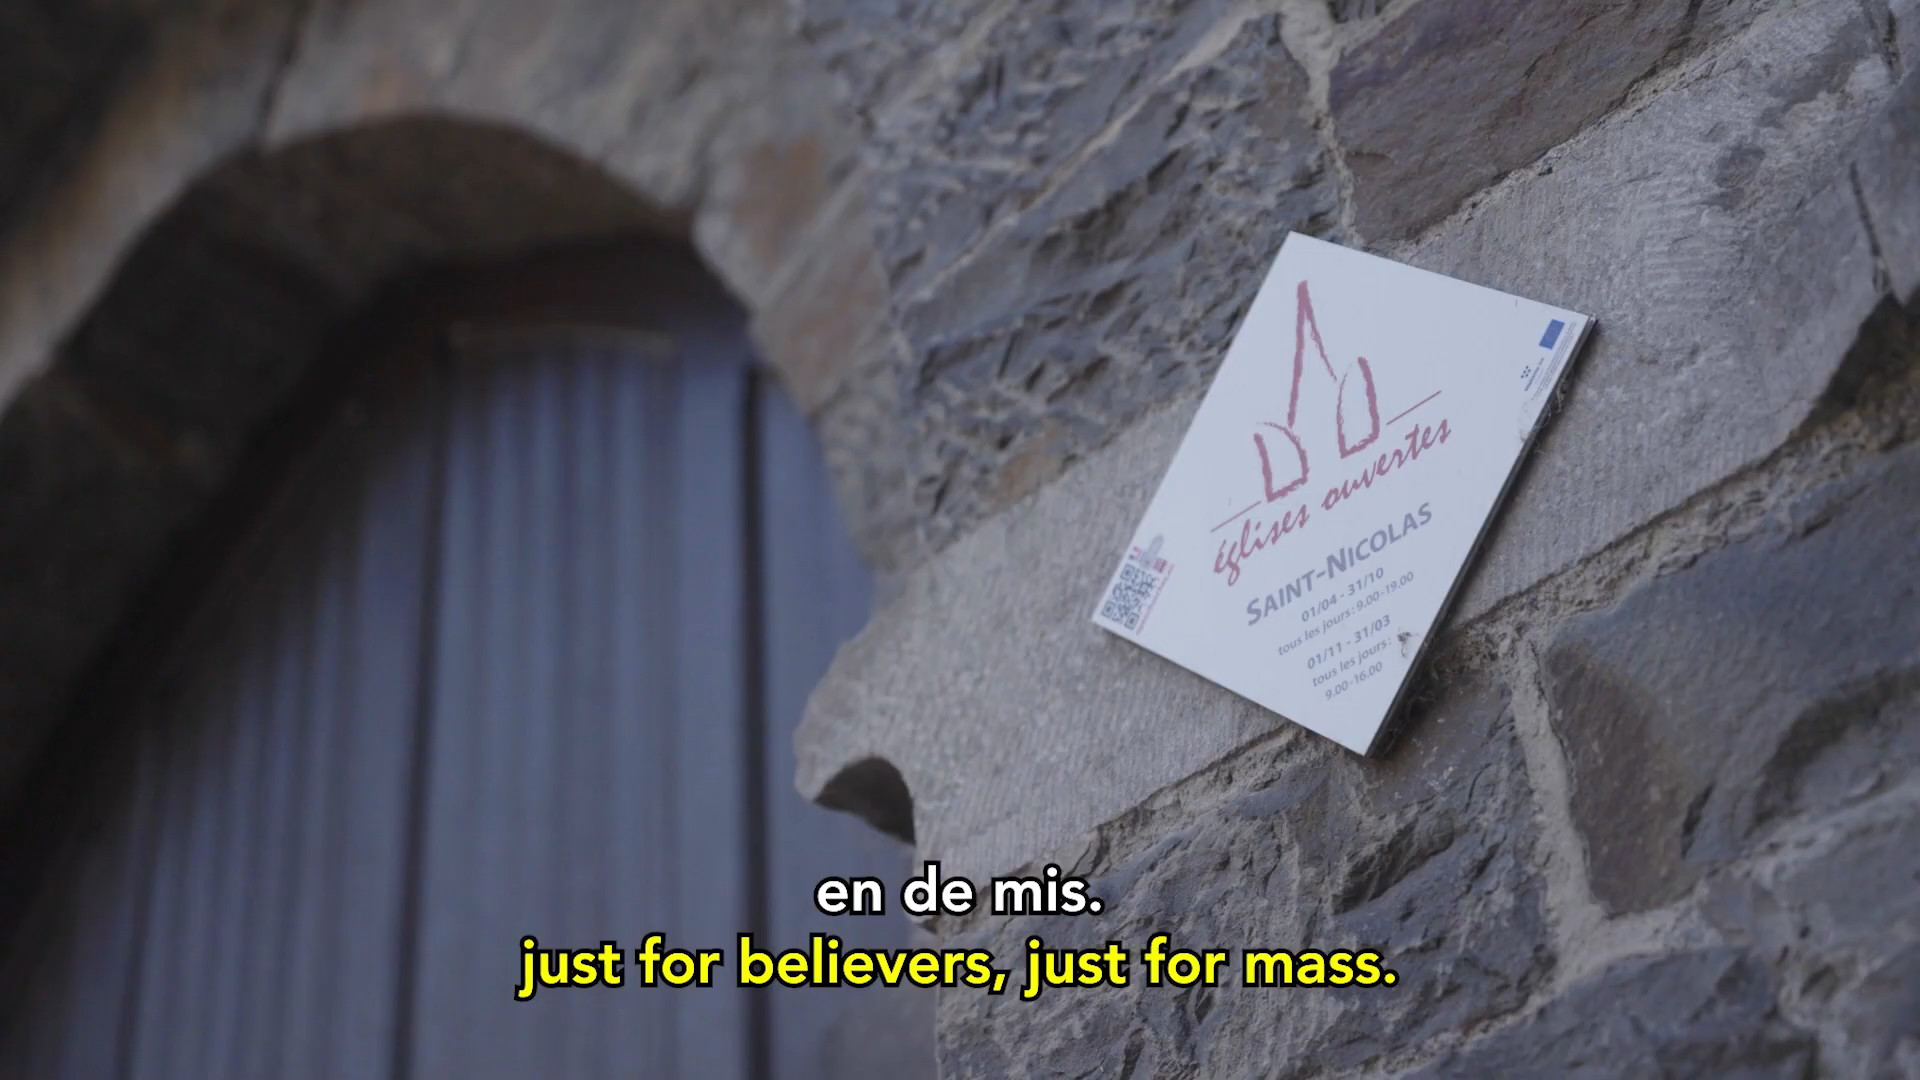 églises ouvertes
SAINT-NICOLAS
01/04 - 31/10
tous les jours: 9.00-19.00
01/11 - 31/03
tous les jours:
9.00-16.00
en de mis.
just for believers, just for mass.